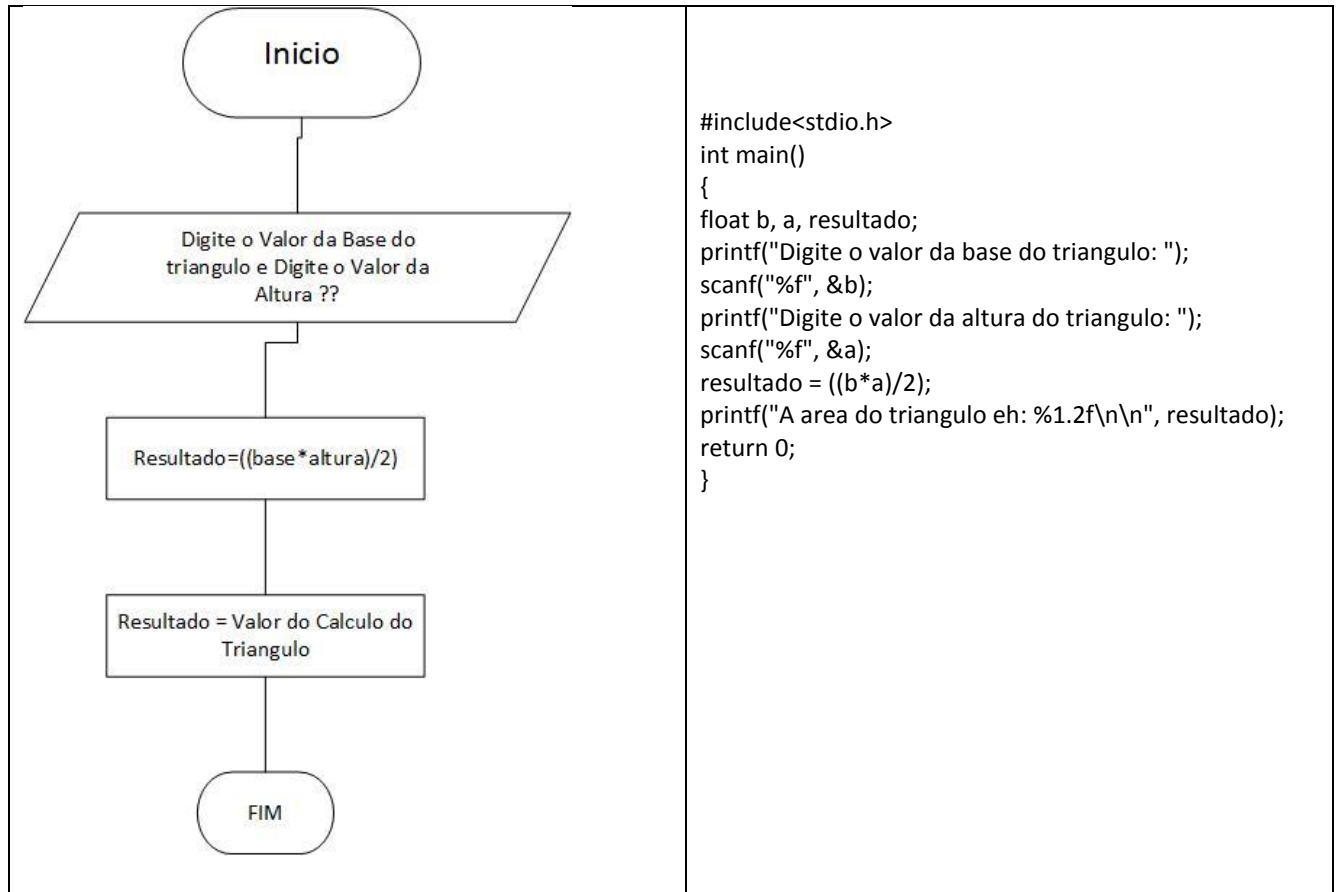 Inicio
Digite o Valor da Base do
triangulo e Digite o Valor da
Altura ??
Resultado=((base*altura)/2)
Resultado = Valor do Calculo do
Triangulo
FIM
#include<stdio.h>
int main()
{
float b, a, resultado;
printf("Digite o valor da base do triangulo: ");
scanf("%f", &b);
printf("Digite o valor da altura do triangulo: ");
scanf("%f", &a);
resultado = ((b*a)/2);
printf("A area do triangulo eh: %1.2f\n\n", resultado);
return 0;
}